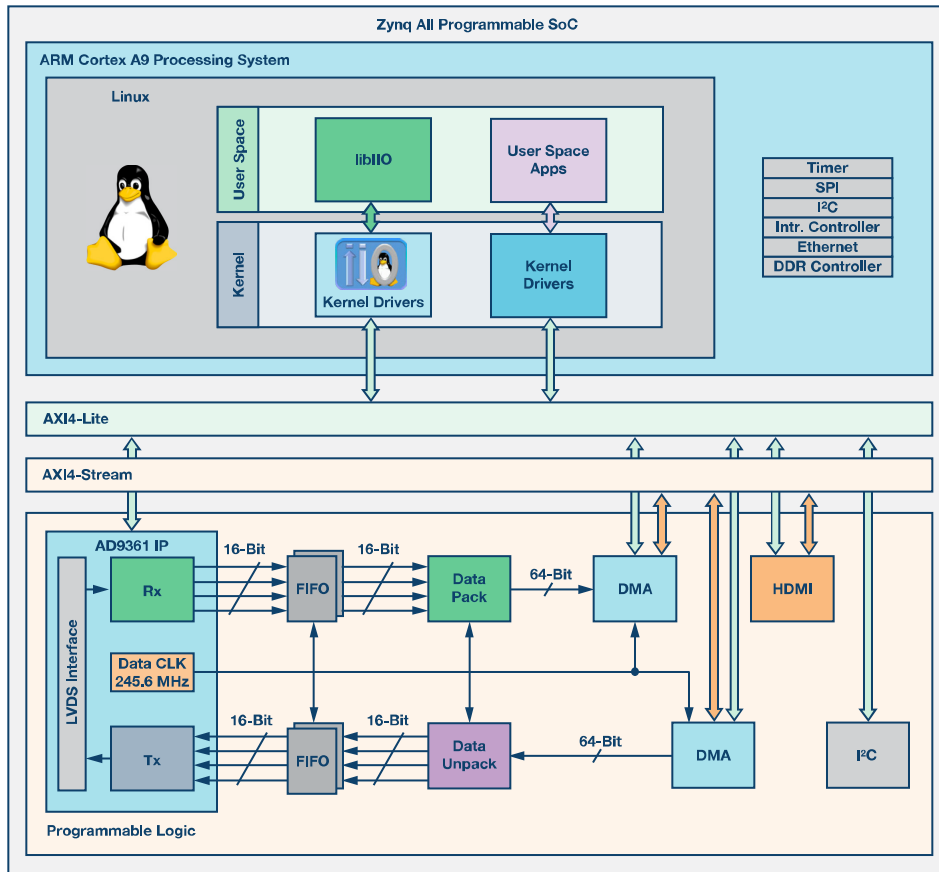 Zynq All Programmable SoC
ARM Cortex A9 Processing System
Linux
User Space
libIIO
User Space
Apps
Timer
SPI
I²C
Intr. Controller
Ethernet
DDR Controller
Kernel
iiO
Kernel Drivers
Kernel
Drivers
AXI4-Lite
AXI4-Stream
AD9361 IP
LVDS Interface
Rx
16-Bit
FIFO
16-Bit
Data
Pack
64-Bit
DMA
HDMI
Data CLK
245.6 MHz
Tx
16-Bit
FIFO
16-Bit
Data
Unpack
64-Bit
DMA
I²C
Programmable Logic